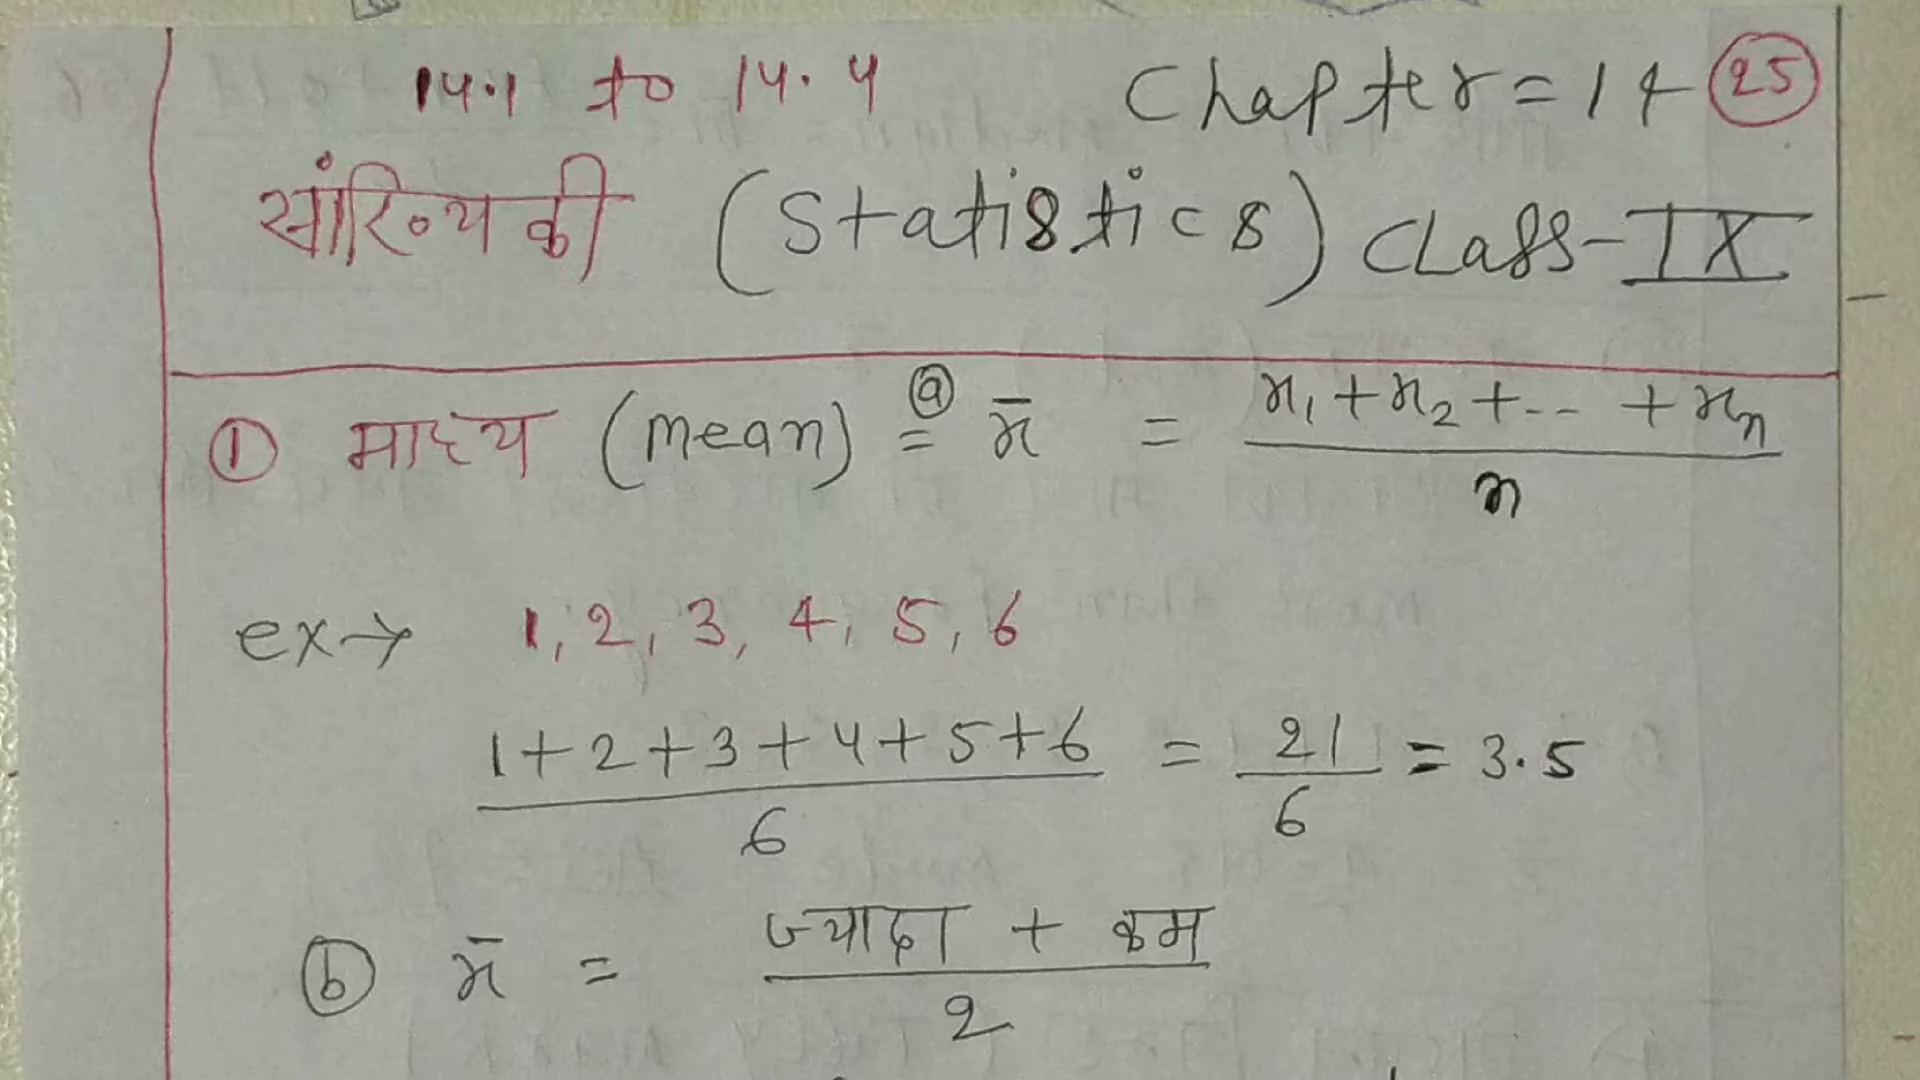 14.1 to 14.4 Chapter = 14 25
सांख्यिकी (Statistics) CLass-IX
① माध्य (mean) = ⓐ x̄ = x₁ + x₂ + --- + xₙ / n
ex → 1, 2, 3, 4, 5, 6
1+2+3+4+5+6 / 6 = 21 / 6 = 3.5
ⓑ x̄ = ज्यादा + कम / 2